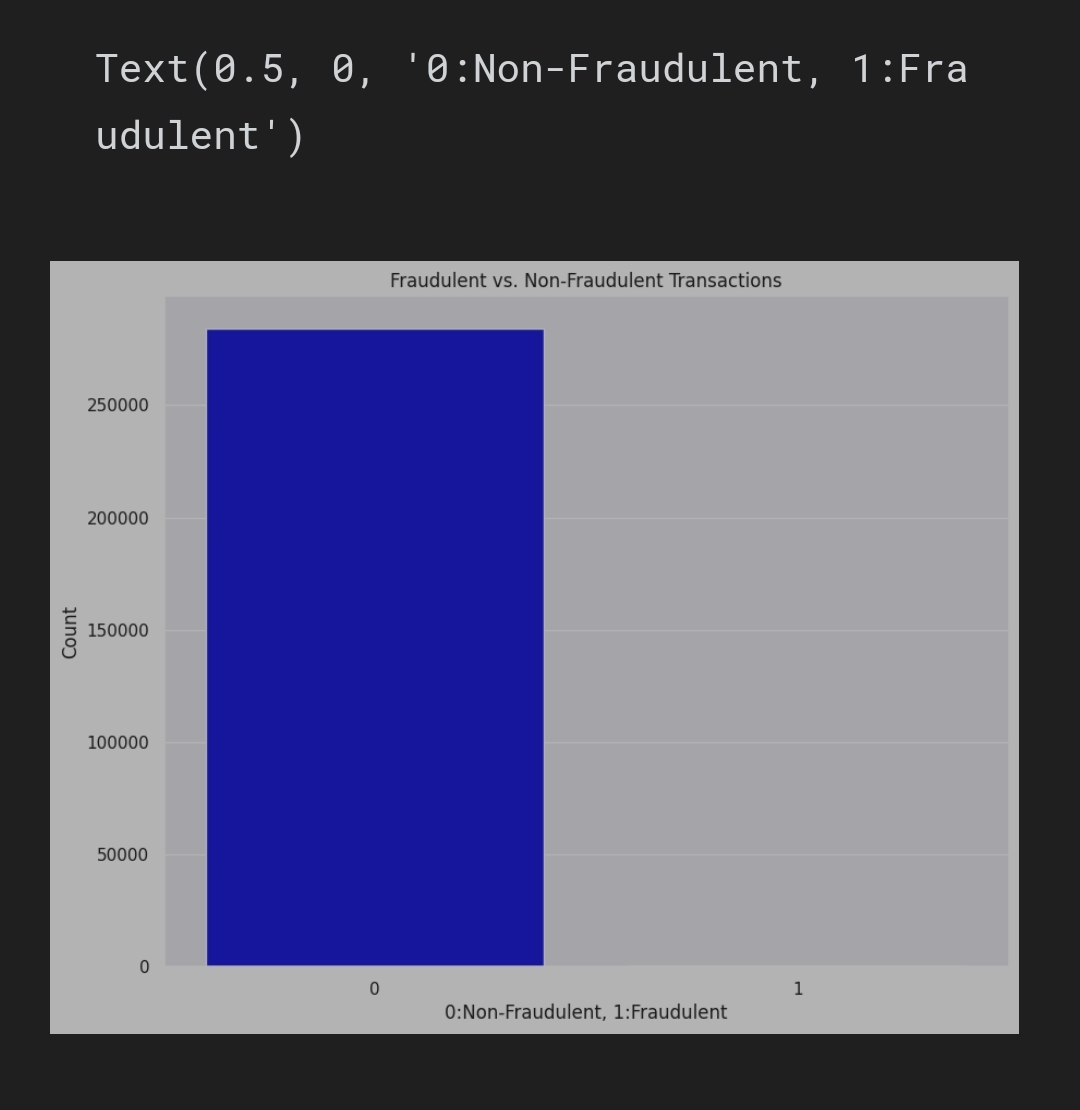 Text(0.5, 0, '0:Non-Fraudulent, 1:Fra
udulent')
Fraudulent vs. Non-Fraudulent Transactions
250000
200000
150000
100000
50000
0
Count
0 1
0:Non-Fraudulent, 1:Fraudulent